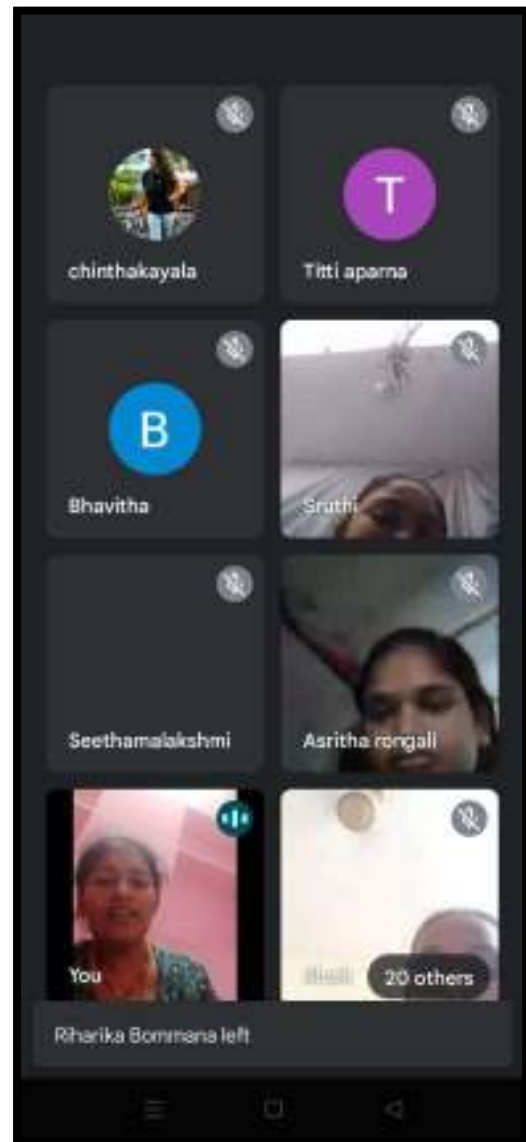 chinthakayala
T
Titti aparna
B
Bhavitha
Sruthi
Seethamalakshmi
Asritha rongali
You
20 others
Riharika Bommana left